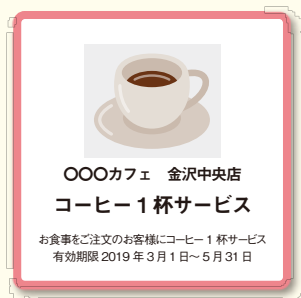 〇〇〇カフェ　金沢中央店
コーヒー１杯サービス
お食事をご注文のお客様にコーヒー１杯サービス
有効期限 2019 年３月１日～５月 31 日